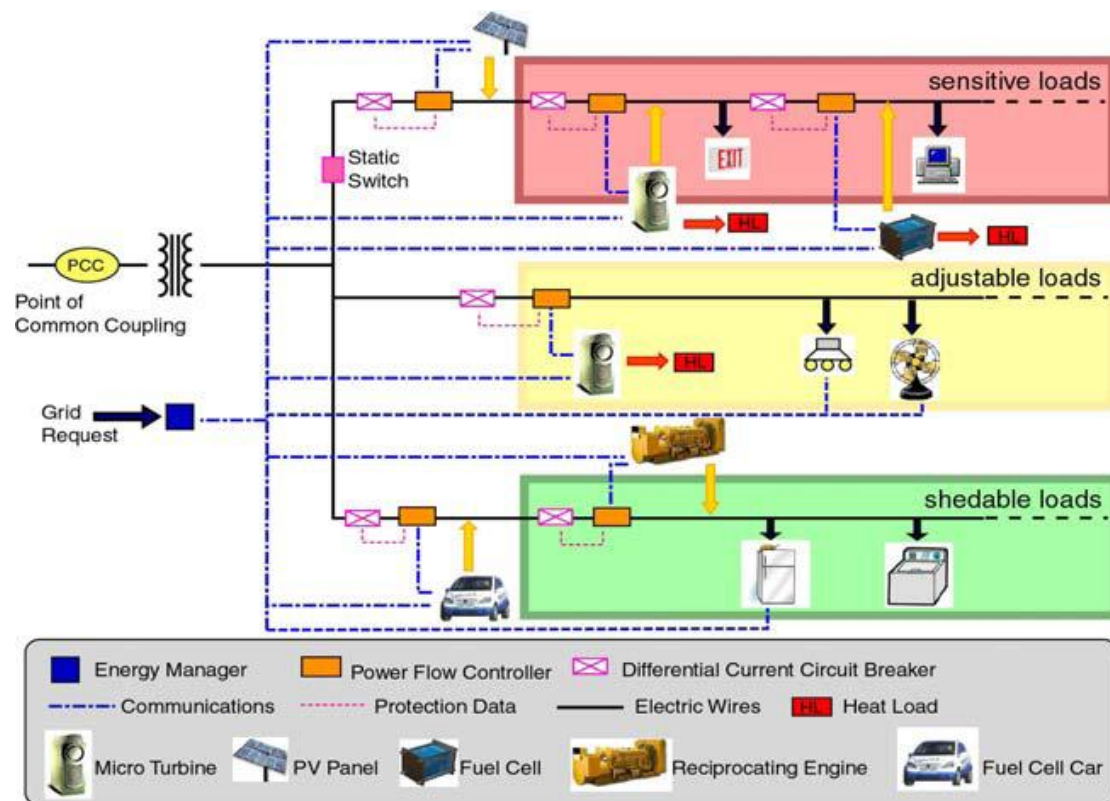 sensitive loads
EXIT
Static
Switch
HL
HL
PCC
Point of
Common Coupling
adjustable loads
HL
Grid
Request
shedable loads
Energy Manager
Power Flow Controller
Differential Current Circuit Breaker
Communications
Protection Data
Electric Wires
HL
Heat Load
Micro Turbine
PV Panel
Fuel Cell
Reciprocating Engine
Fuel Cell Car